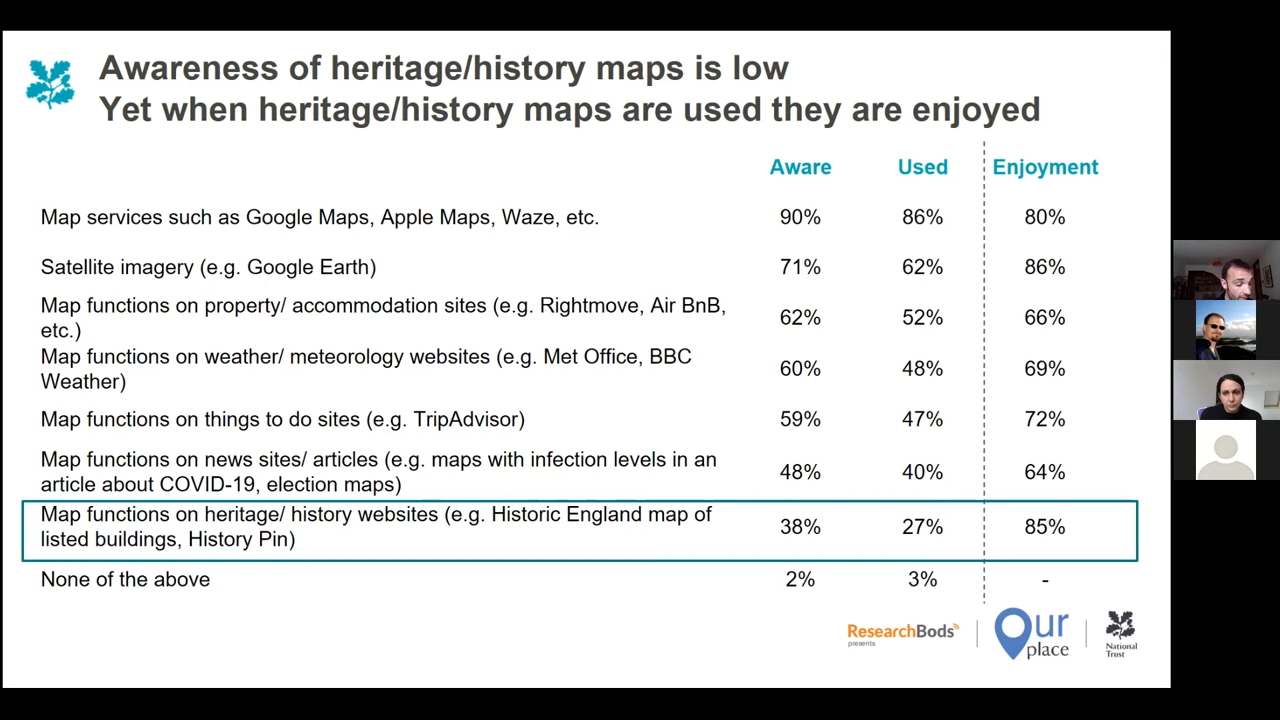 Awareness of heritage/history maps is low
Yet when heritage/history maps are used they are enjoyed
Aware Used Enjoyment
Map services such as Google Maps, Apple Maps, Waze, etc. 90% 86% 80%
Satellite imagery (e.g. Google Earth) 71% 62% 86%
Map functions on property/ accommodation sites (e.g. Rightmove, Air BnB,
etc.) 62% 52% 66%
Map functions on weather/ meteorology websites (e.g. Met Office, BBC
Weather) 60% 48% 69%
Map functions on things to do sites (e.g. TripAdvisor) 59% 47% 72%
Map functions on news sites/ articles (e.g. maps with infection levels in an
article about COVID-19, election maps) 48% 40% 64%
Map functions on heritage/ history websites (e.g. Historic England map of
listed buildings, History Pin) 38% 27% 85%
None of the above 2% 3% -
ResearchBods
presents
Our
place
National
Trust